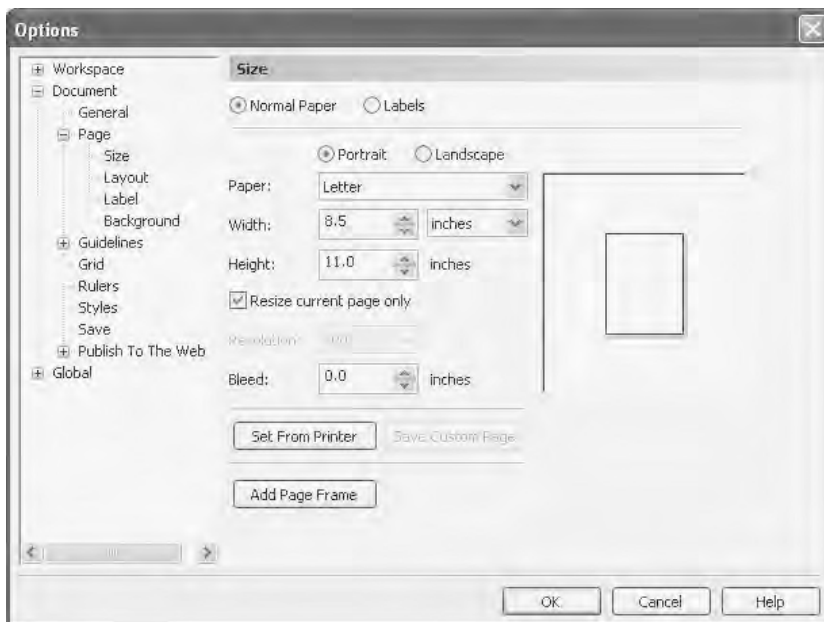 Options
Workspace
Document
General
Page
Size
Layout
Label
Background
Guidelines
Grid
Rulers
Styles
Save
Publish To The Web
Global
Size
Normal Paper Labels
Portrait Landscape
Paper: Letter
Width: 8.5 inches
Height: 11.0 inches
Resize current page only
Resolution:
Bleed: 0.0 inches
Set From Printer Save Custom Page
Add Page Frame
OK Cancel Help